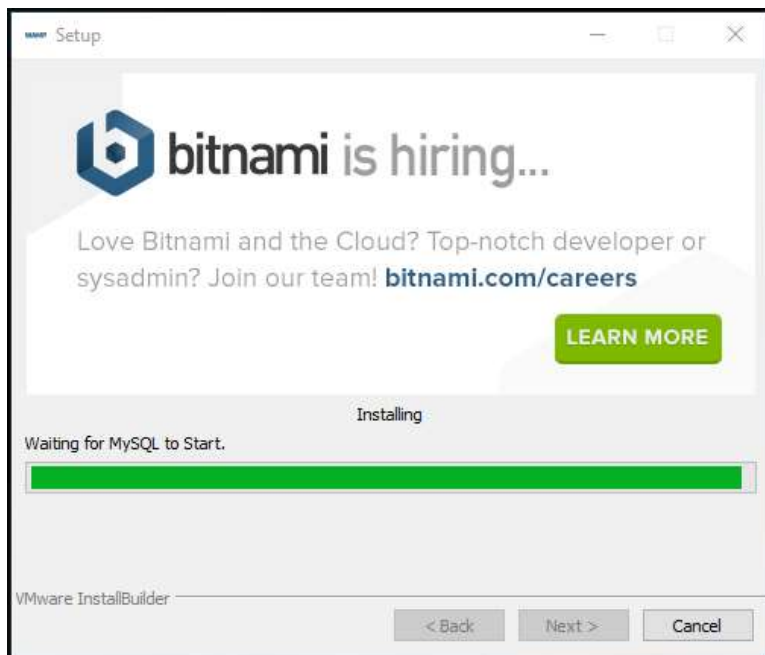 Setup
bitnami is hiring...
Love Bitnami and the Cloud? Top-notch developer or
sysadmin? Join our team! bitnami.com/careers
LEARN MORE
Installing
Waiting for MySQL to Start.
VMware InstallBuilder
< Back
Next >
Cancel